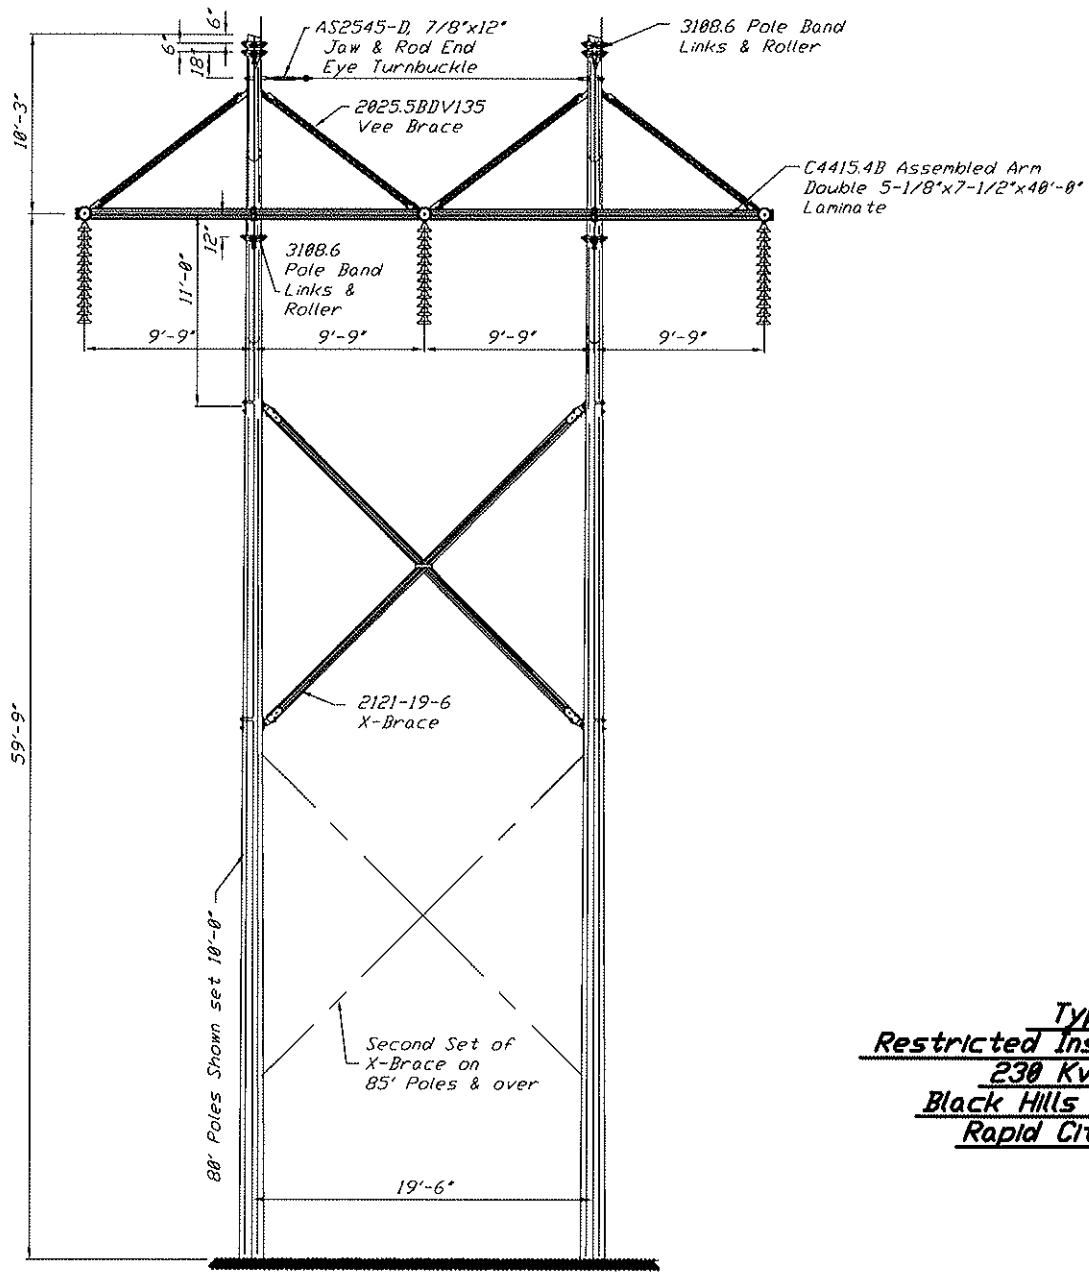 6"
6"
18"
10'-3"
AS2545-D, 7/8"x12"
Jaw & Rod End
Eye Turnbuckle
3108.6 Pole Band
Links & Roller
2025.5BDV135
Vee Brace
C4415.4B Assembled Arm
Double 5-1/8"x7-1/2"x40'-0"
Laminate
12"
11'-0"
3108.6
Pole Band
Links &
Roller
9'-9"
9'-9"
9'-9"
9'-9"
59'-9"
2121-19-6
X-Brace
80' Poles Shown set 10'-0"
Second Set of
X-Brace on
85' Poles & over
19'-6"
Restricted
230 Kv
Black Hills
Rapid